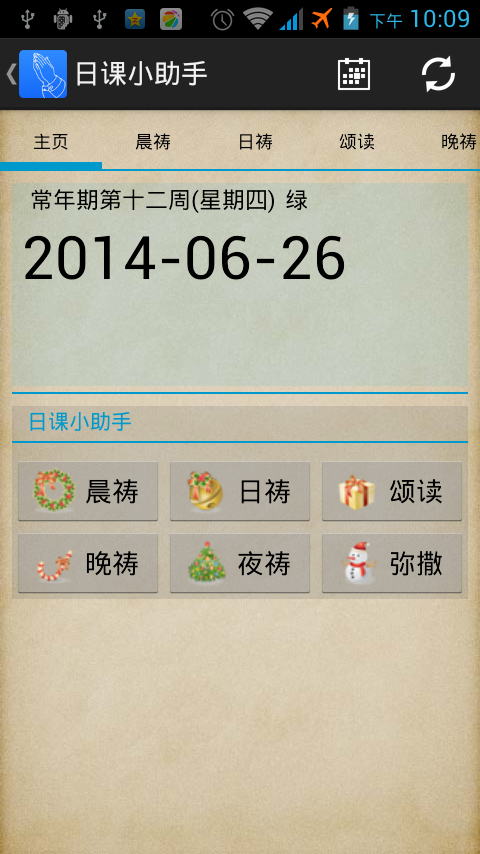 下午 10:09
日课小助手
主页 晨祷 日祷 颂读 晚祷
常年期第十二周(星期四) 绿
2014-06-26
日课小助手
晨祷 日祷 颂读
晚祷 夜祷 弥撒